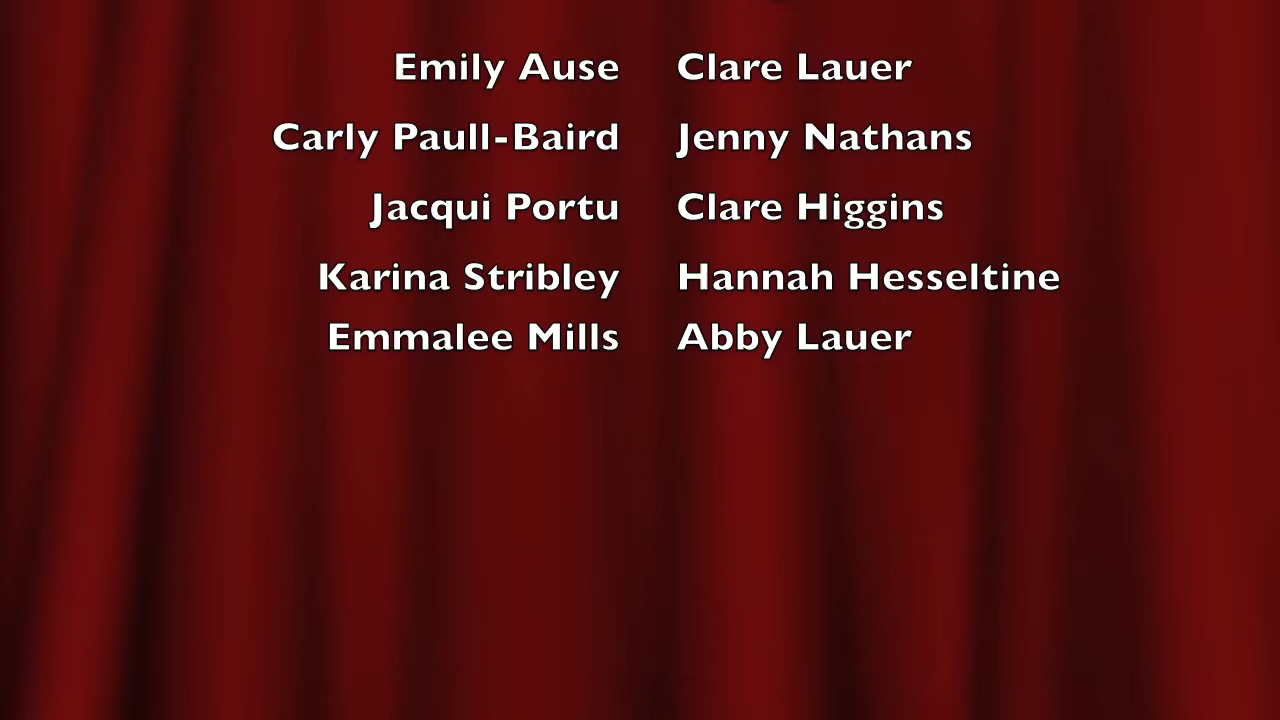 Emily Ause Clare Lauer
Carly Paull-Baird Jenny Nathans
Jacqui Portu Clare Higgins
Karina Stribley Hannah Hesseltine
Emmalee Mills Abby Lauer